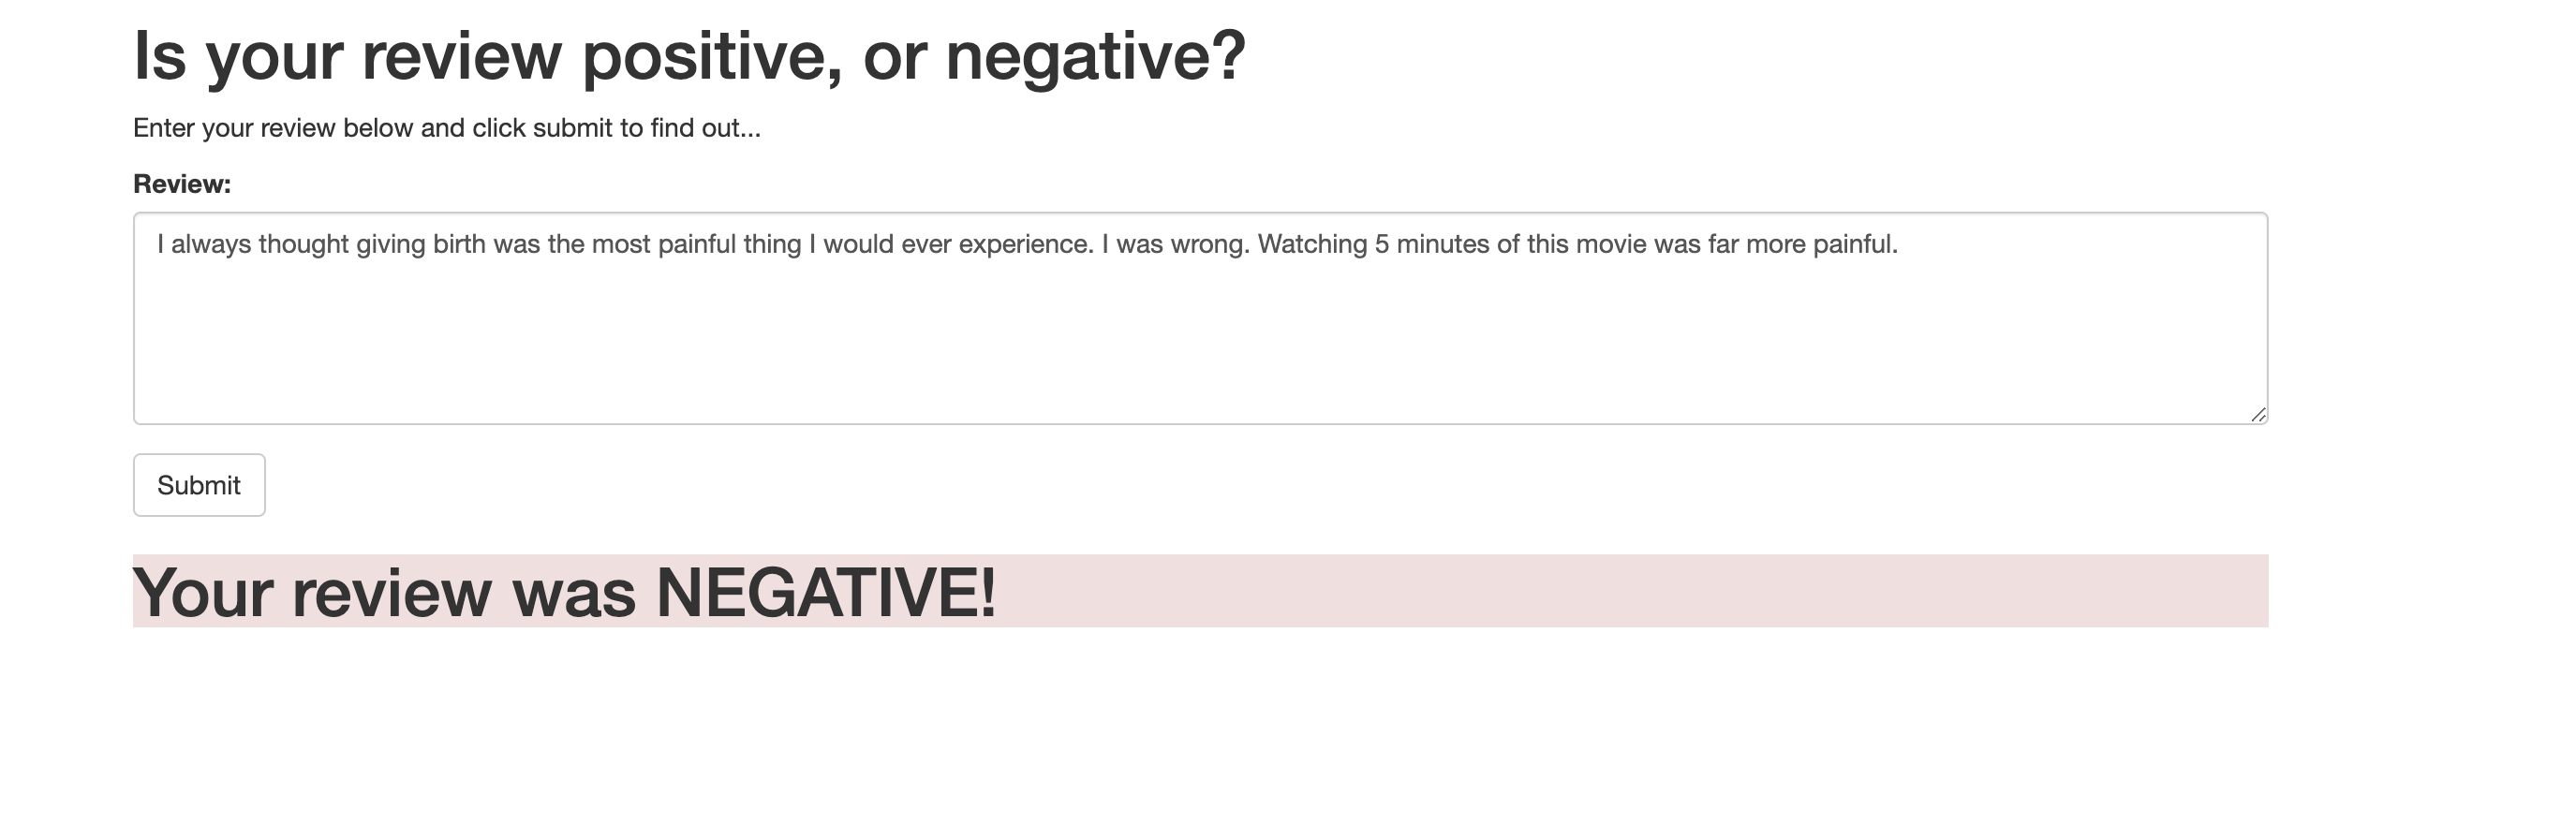 Is your review positive, or negative?
Enter your review below and click submit to find out...
Review:
I always thought giving birth was the most painful thing I would ever experience. I was wrong. Watching 5 minutes of this movie was far more painful.
Submit
Your review was NEGATIVE!